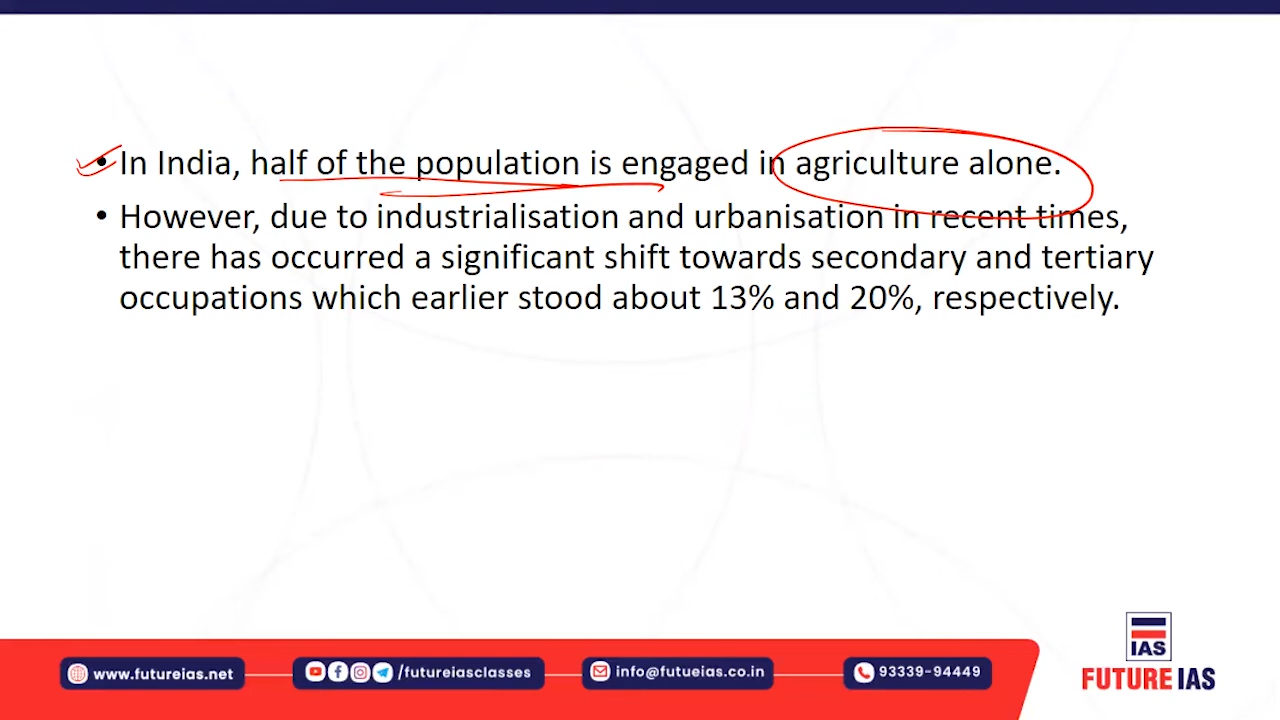 • In India, half of the population is engaged in agriculture alone.
• However, due to industrialisation and urbanisation in recent times,
there has occurred a significant shift towards secondary and tertiary
occupations which earlier stood about 13% and 20%, respectively.
IAS
www.futureias.net /futureiasclasses info@futueias.co.in 93339-94449
FUTURE IAS